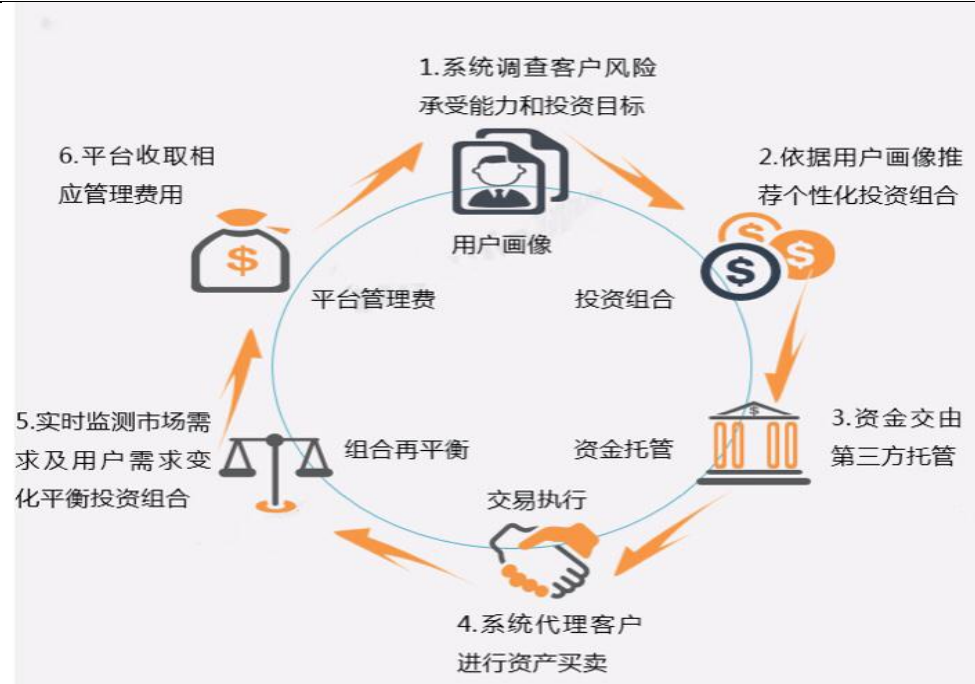 1.系统调查客户风险
承受能力和投资目标
用户画像
2.依据用户画像推
荐个性化投资组合
投资组合
3.资金交由
第三方托管
资金托管
交易执行
4.系统代理客户
进行资产买卖
5.实时监测市场需
求及用户需求变
化平衡投资组合
组合再平衡
6.平台收取相
应管理费用
平台管理费
$
$
$
$
$